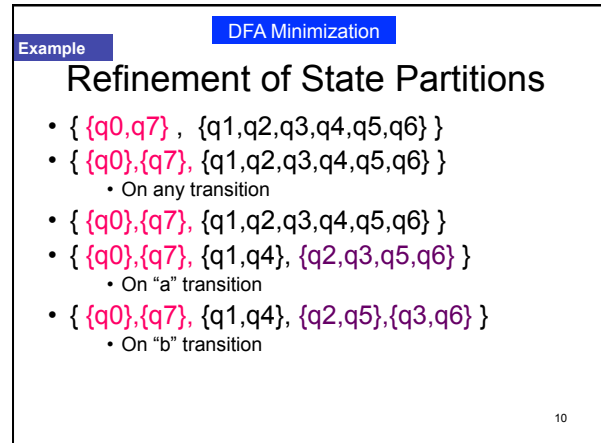 DFA Minimization
Example
Refinement of State Partitions
• { {q0,q7} , {q1,q2,q3,q4,q5,q6} }
• { {q0},{q7}, {q1,q2,q3,q4,q5,q6} }
• On any transition
• { {q0},{q7}, {q1,q2,q3,q4,q5,q6} }
• { {q0},{q7}, {q1,q4}, {q2,q3,q5,q6} }
• On “a” transition
• { {q0},{q7}, {q1,q4}, {q2,q5},{q3,q6} }
• On “b” transition
10